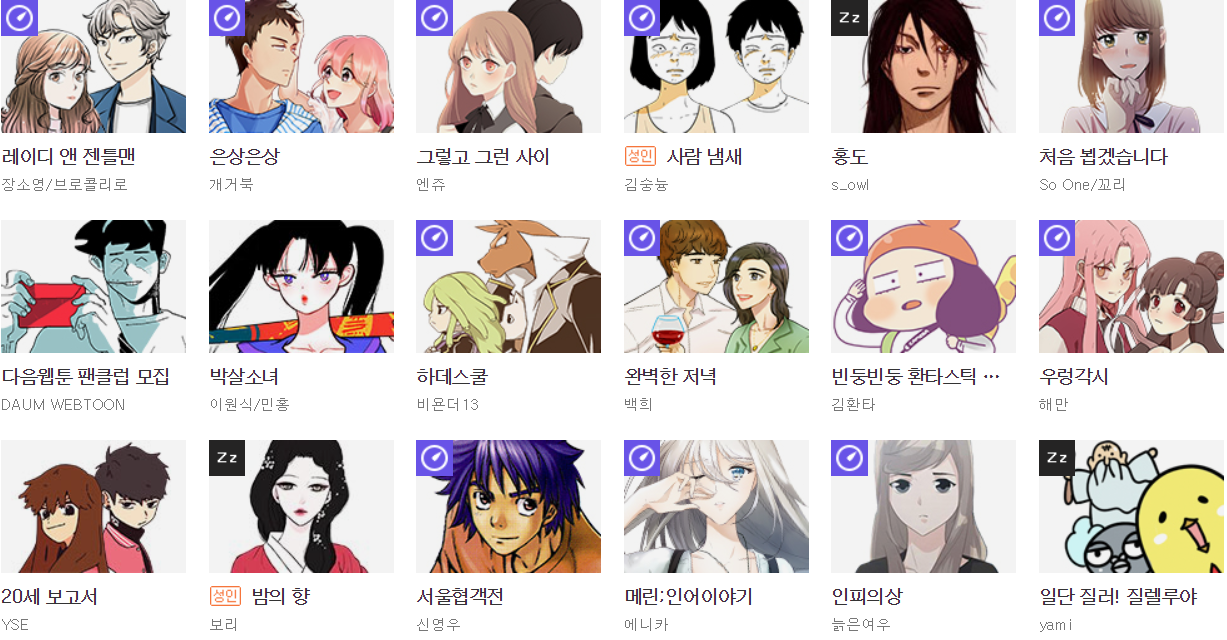 Zz
레이디 앤 젠틀맨
은상은상
그렇고 그런 사이
성인 사람 냄새
홍도
처음 뵙겠습니다
장소영/브로콜리로
개거북
엔쥬
김숭늉
s_owl
So One/꼬리
다음웹툰 팬클럽 모집
박살소녀
하데스쿨
완벽한 저녁
빈둥빈둥 환타스틱 ⋯
우렁각시
DAUM WEBTOON
이원식/민홍
비욘더13
백희
김환타
해만
Zz
Zz
20세 보고서
성인 밤의 향
서울협객전
메린;인어이야기
인피의상
일단 질러! 질렐루야
YSE
보리
신영우
에니카
늙은여우
yami